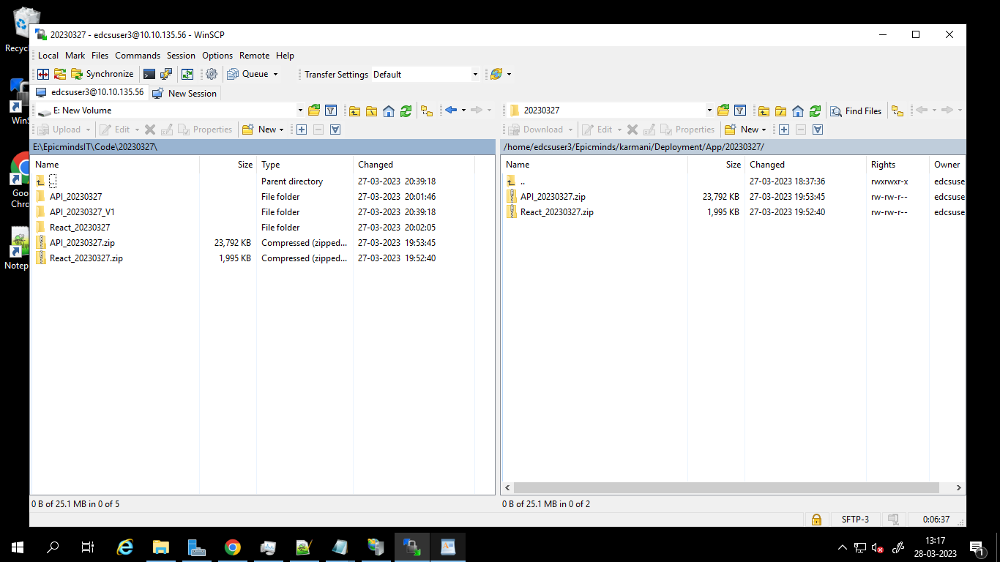 Recyc
20230327 - edcsuser3@10.10.135.56 - WinSCP
Local Mark Files Commands Session Options Remote Help
Synchronize Queue Transfer Settings Default
edcsuser3@10.10.135.56 New Session
WinS
E: New Volume
20230327 Find Files
Upload Edit Properties New
Download Edit Properties New
E:\EpicmindsIT\Code\20230327\
/home/edcsuser3/Epicminds/karmani/Deployment/App/20230327/
Name Size Type Changed
.. Parent directory 27-03-2023 20:39:18
API_20230327 File folder 27-03-2023 20:01:46
API_20230327_V1 File folder 27-03-2023 20:39:18
React_20230327 File folder 27-03-2023 20:02:05
API_20230327.zip 23,792 KB Compressed (zipped... 27-03-2023 19:53:45
React_20230327.zip 1,995 KB Compressed (zipped... 27-03-2023 19:52:40
Name Size Changed Rights Owner
.. 27-03-2023 18:37:36 rwxrwxr-x edcsuse
API_20230327.zip 23,792 KB 27-03-2023 19:53:45 rw-rw-r-- edcsuse
React_20230327.zip 1,995 KB 27-03-2023 19:52:40 rw-rw-r-- edcsuse
Goo
Chro
Notep
0 B of 25.1 MB in 0 of 5
0 B of 25.1 MB in 0 of 2
SFTP-3 0:06:37
13:17
28-03-2023
1